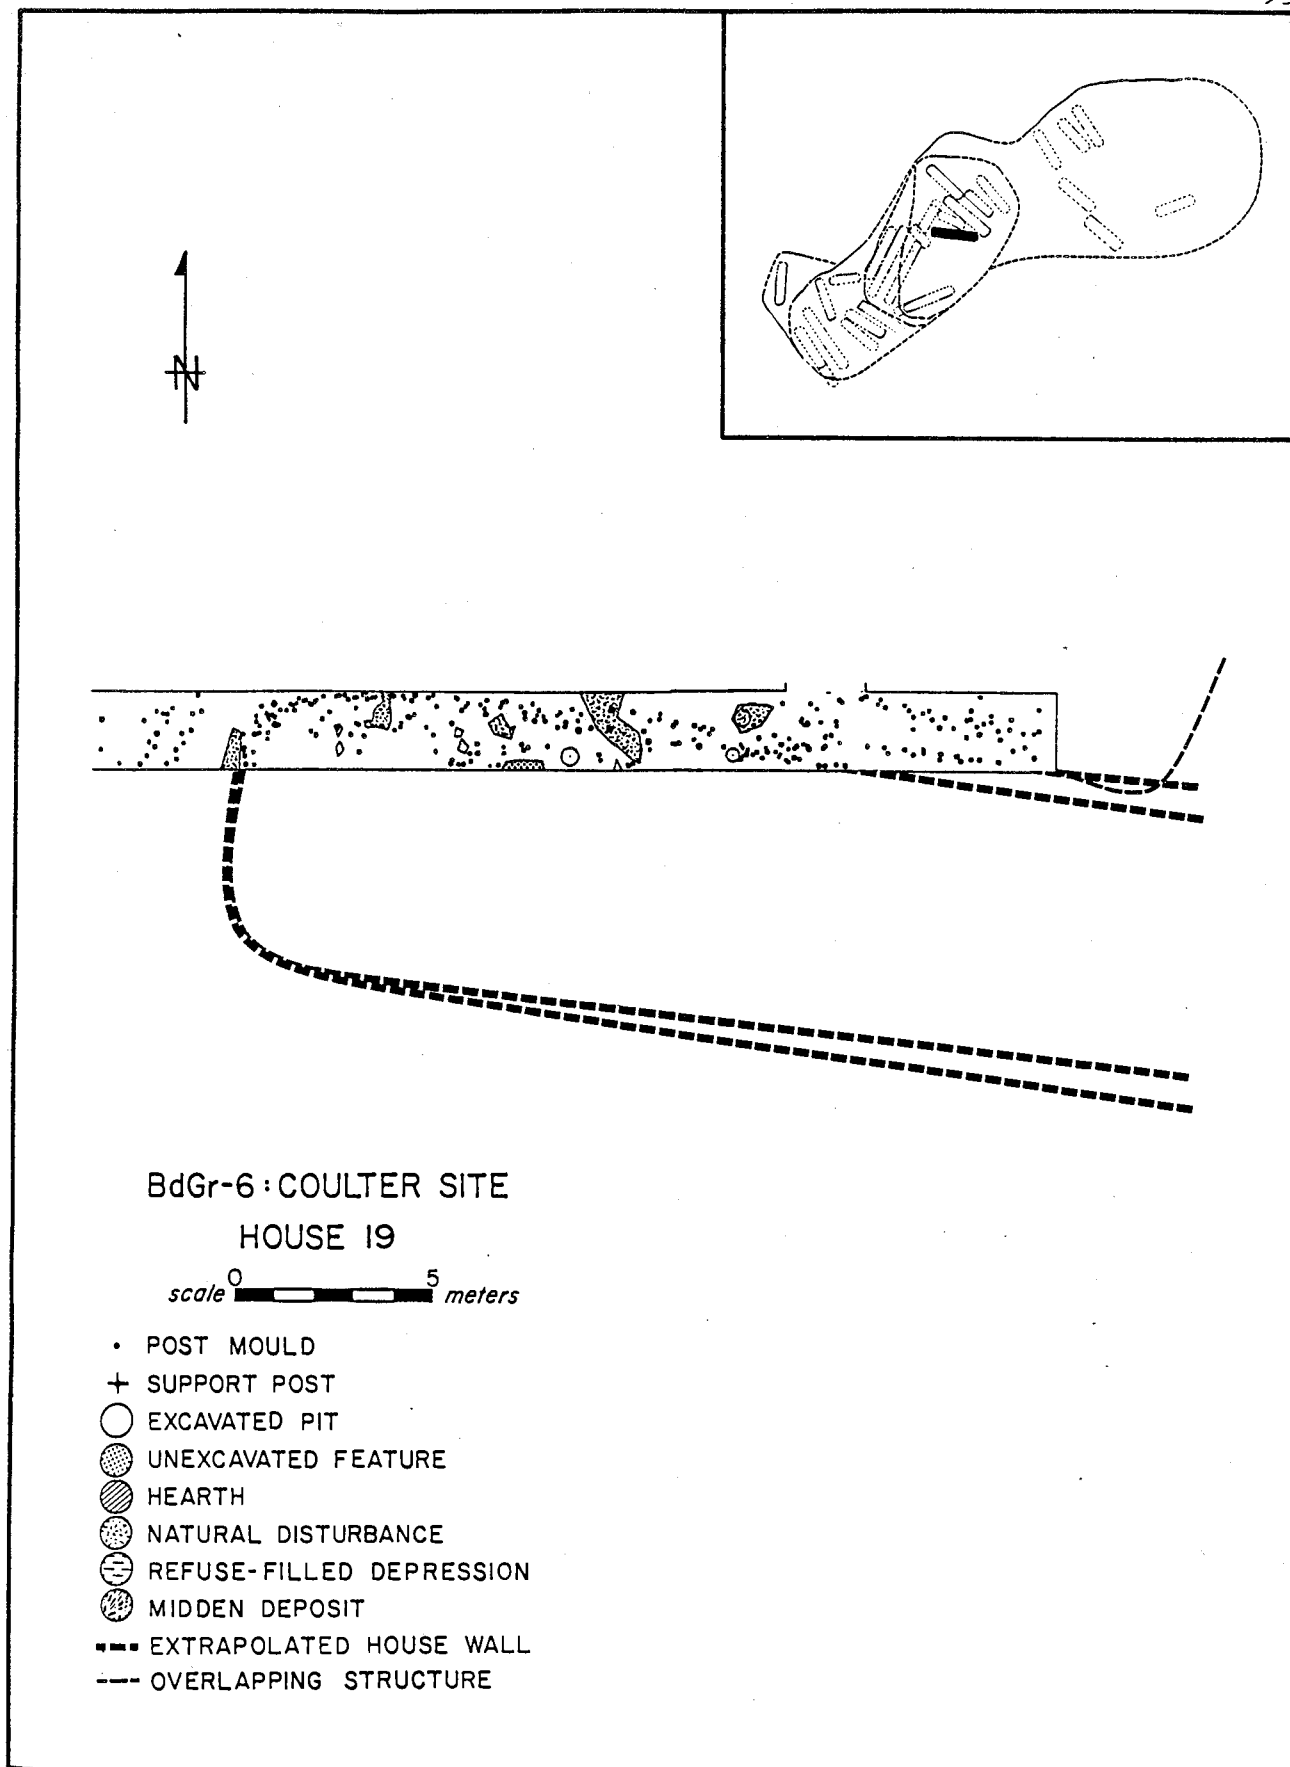 N
BdGr-6: COULTER SITE
HOUSE 19
0 5
scale meters
POST MOULD
SUPPORT POST
EXCAVATED PIT
UNEXCAVATED FEATURE
HEARTH
NATURAL DISTURBANCE
REFUSE-FILLED DEPRESSION
MIDDEN DEPOSIT
EXTRAPOLATED HOUSE WALL
OVERLAPPING STRUCTURE